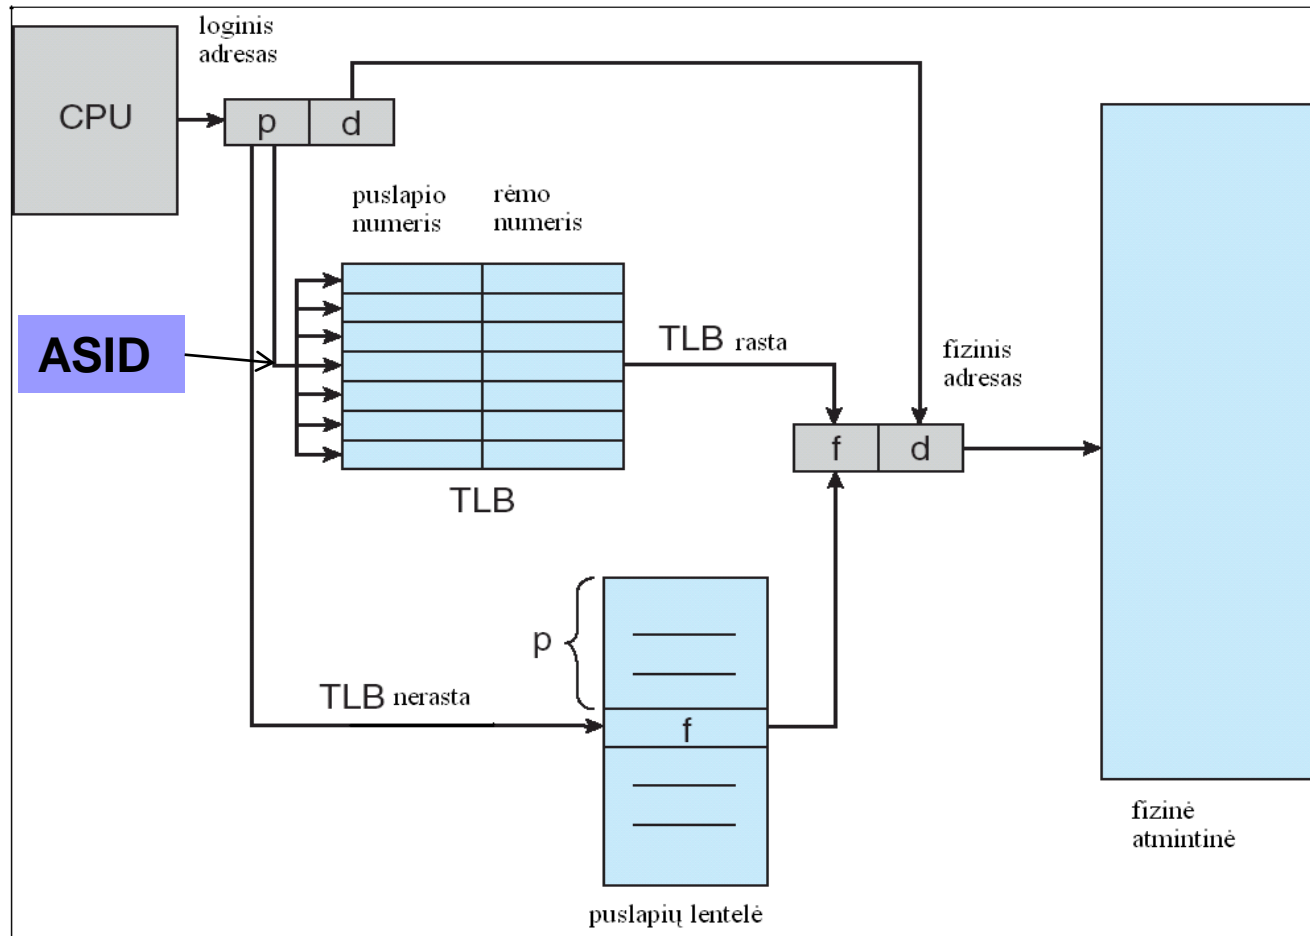 loginis
adresas
CPU
p
d
puslapio
numeris
rėmo
numeris
ASID
TLB rasta
fizinis
adresas
f
d
TLB
p
TLB nerasta
f
fizinė
atmintinė
puslapių lentelė